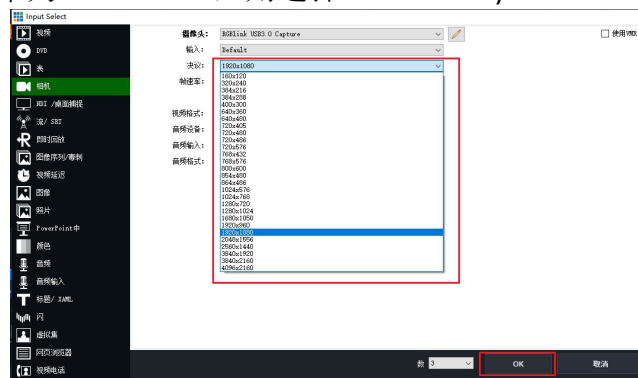 Input Select
视频
DVD
表
相机
NDI /桌面捕捉
流/ SRT
即时回放
图像序列/专制
视频延迟
图像
照片
PowerPoint中
颜色
音频
音频输入
标题/ XAML
闪
虚拟集
网页浏览器
视频电话
摄像头: RGBlink USB3.0 Capture
使用VMR
输入: Default
决议: 1920x1080
帧速率:
视频格式:
音频设备:
音频输入:
音频格式:
160x120
320x240
384x216
384x288
400x300
640x360
640x480
720x405
720x480
720x486
720x576
768x432
768x576
800x600
854x480
864x486
1024x576
1024x768
1280x720
1280x1024
1680x1050
1920x960
1920x1080
2048x1556
2560x1440
3840x1920
3840x2160
4096x2160
数 3
OK
取消